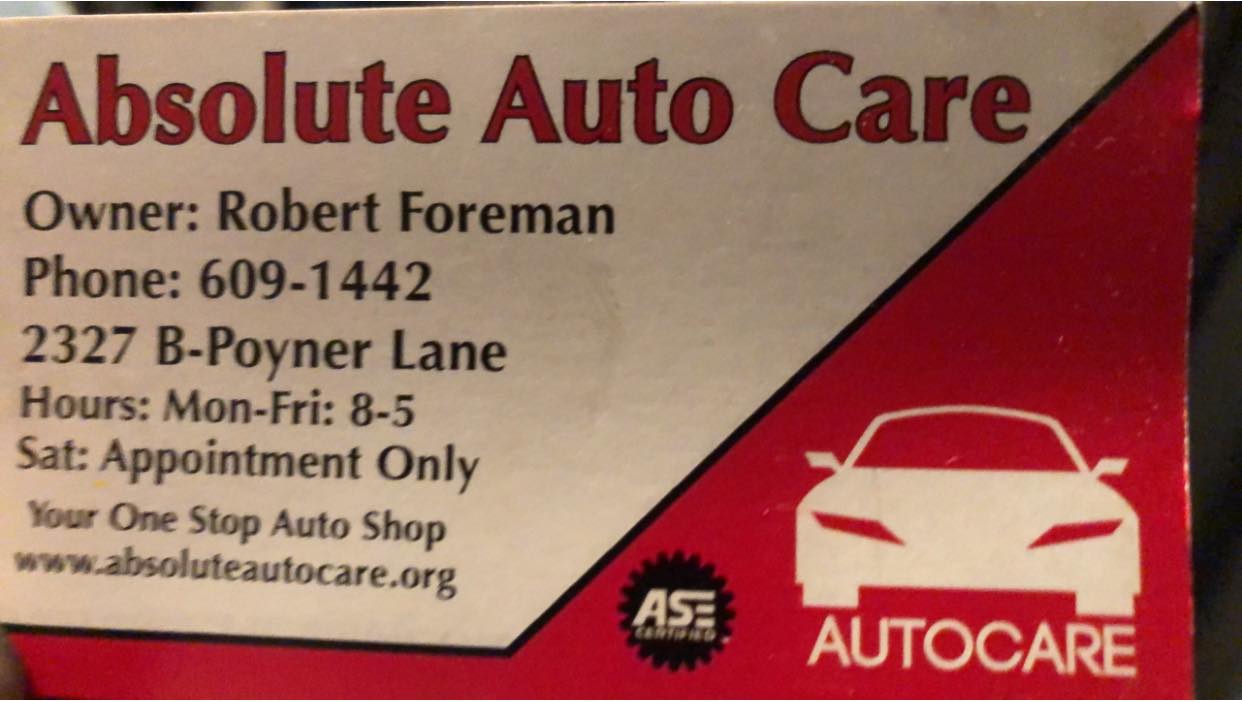 Absolute Auto Care
Owner: Robert Foreman
Phone: 609-1442
2327 B-Poyner Lane
Hours: Mon-Fri: 8-5
Sat: Appointment Only
Your One Stop Auto Shop
www.absoluteautocare.org
ASE
CERTIFIED
AUTOCARE